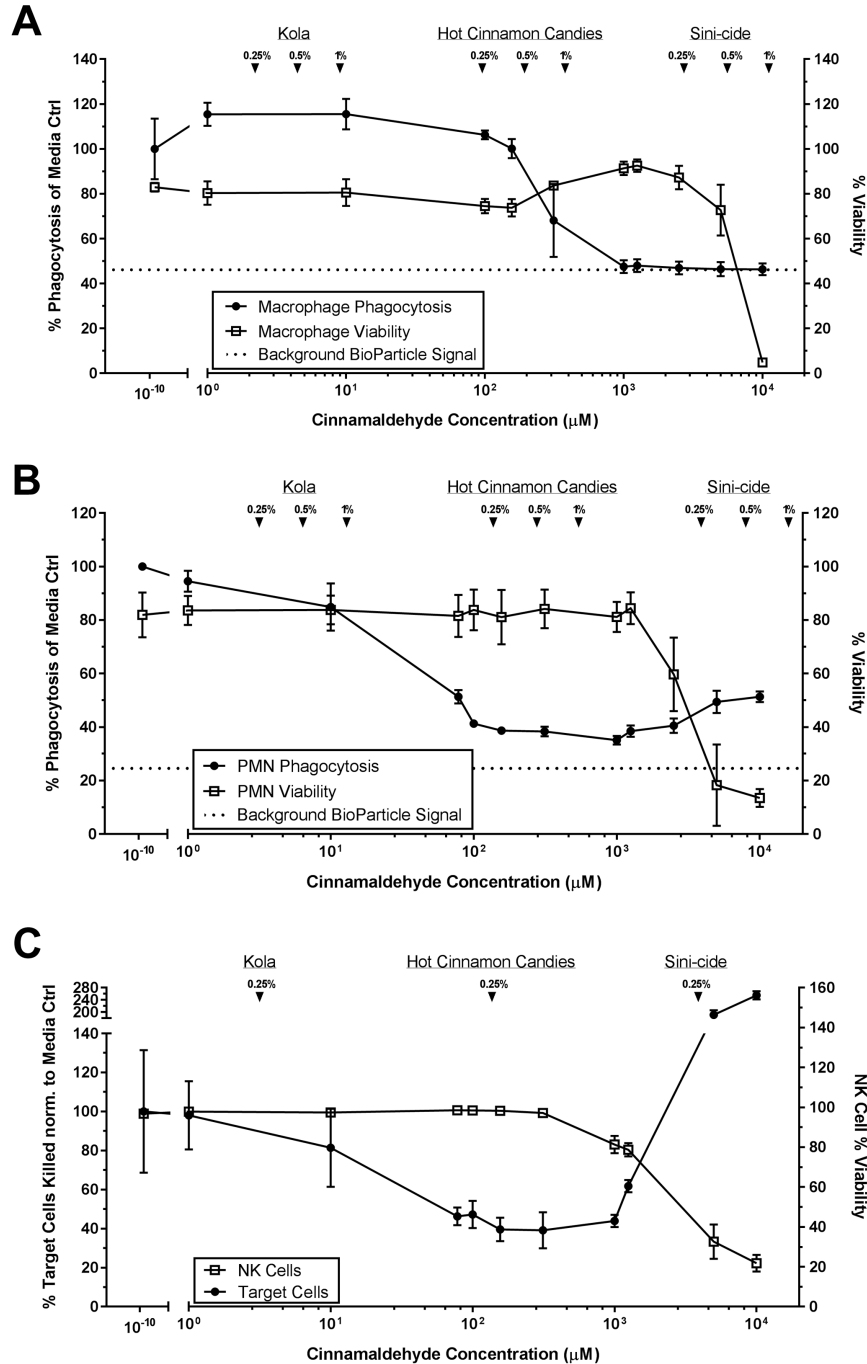 A
Kola Hot Cinnamon Candies Sini-cide
0.25% 0.5% 1% 0.25% 0.5% 1% 0.25% 0.5% 1%
140 140
120 120
100 100
80 80
60 60
40 40
20 20
0 0
% Phagocytosis of Media Ctrl
% Viability
Macrophage Phagocytosis
Macrophage Viability
Background BioParticle Signal
10⁻¹⁰ 10⁰ 10¹ 10² 10³ 10⁴
Cinnamaldehyde Concentration (μM)
B
Kola Hot Cinnamon Candies Sini-cide
0.25% 0.5% 1% 0.25% 0.5% 1% 0.25% 0.5% 1%
120 120
100 100
80 80
60 60
40 40
20 20
0 0
% Phagocytosis of Media Ctrl
% Viability
PMN Phagocytosis
PMN Viability
Background BioParticle Signal
10⁻¹⁰ 10⁰ 10¹ 10² 10³ 10⁴
Cinnamaldehyde Concentration (μM)
C
Kola Hot Cinnamon Candies Sini-cide
0.25% 0.25% 0.25%
280 160
240
200
140 140
120 120
100 100
80 80
60 60
40 40
20 20
0 0
% Target Cells Killed norm. to Media Ctrl
NK Cell % Viability
NK Cells
Target Cells
10⁻¹⁰ 10⁰ 10¹ 10² 10³ 10⁴
Cinnamaldehyde Concentration (μM)